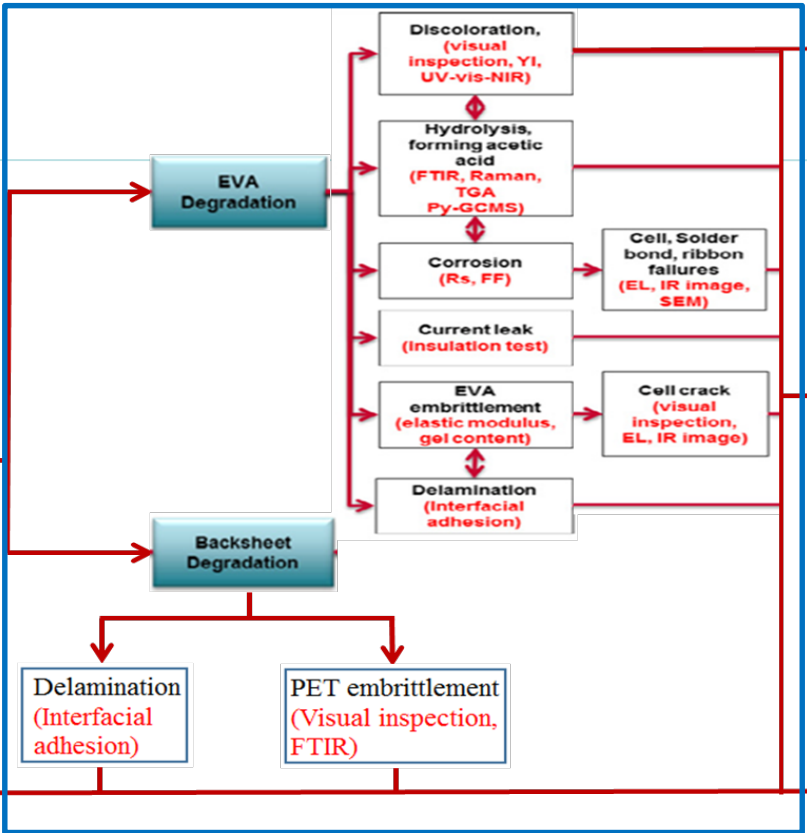 Discoloration,
(visual
inspection, YI,
UV-vis-NIR)
Hydrolysis,
forming acetic
acid
(FTIR, Raman,
TGA
Py-GCMS)
EVA
Degradation
Corrosion
(Rs, FF)
Cell, Solder
bond, ribbon
failures
(EL, IR image,
SEM)
Current leak
(insulation test)
EVA
embrittlement
(elastic modulus,
gel content)
Cell crack
(visual
inspection,
EL, IR image)
Delamination
(Interfacial
adhesion)
Backsheet
Degradation
Delamination
(Interfacial
adhesion)
PET embrittlement
(Visual inspection,
FTIR)